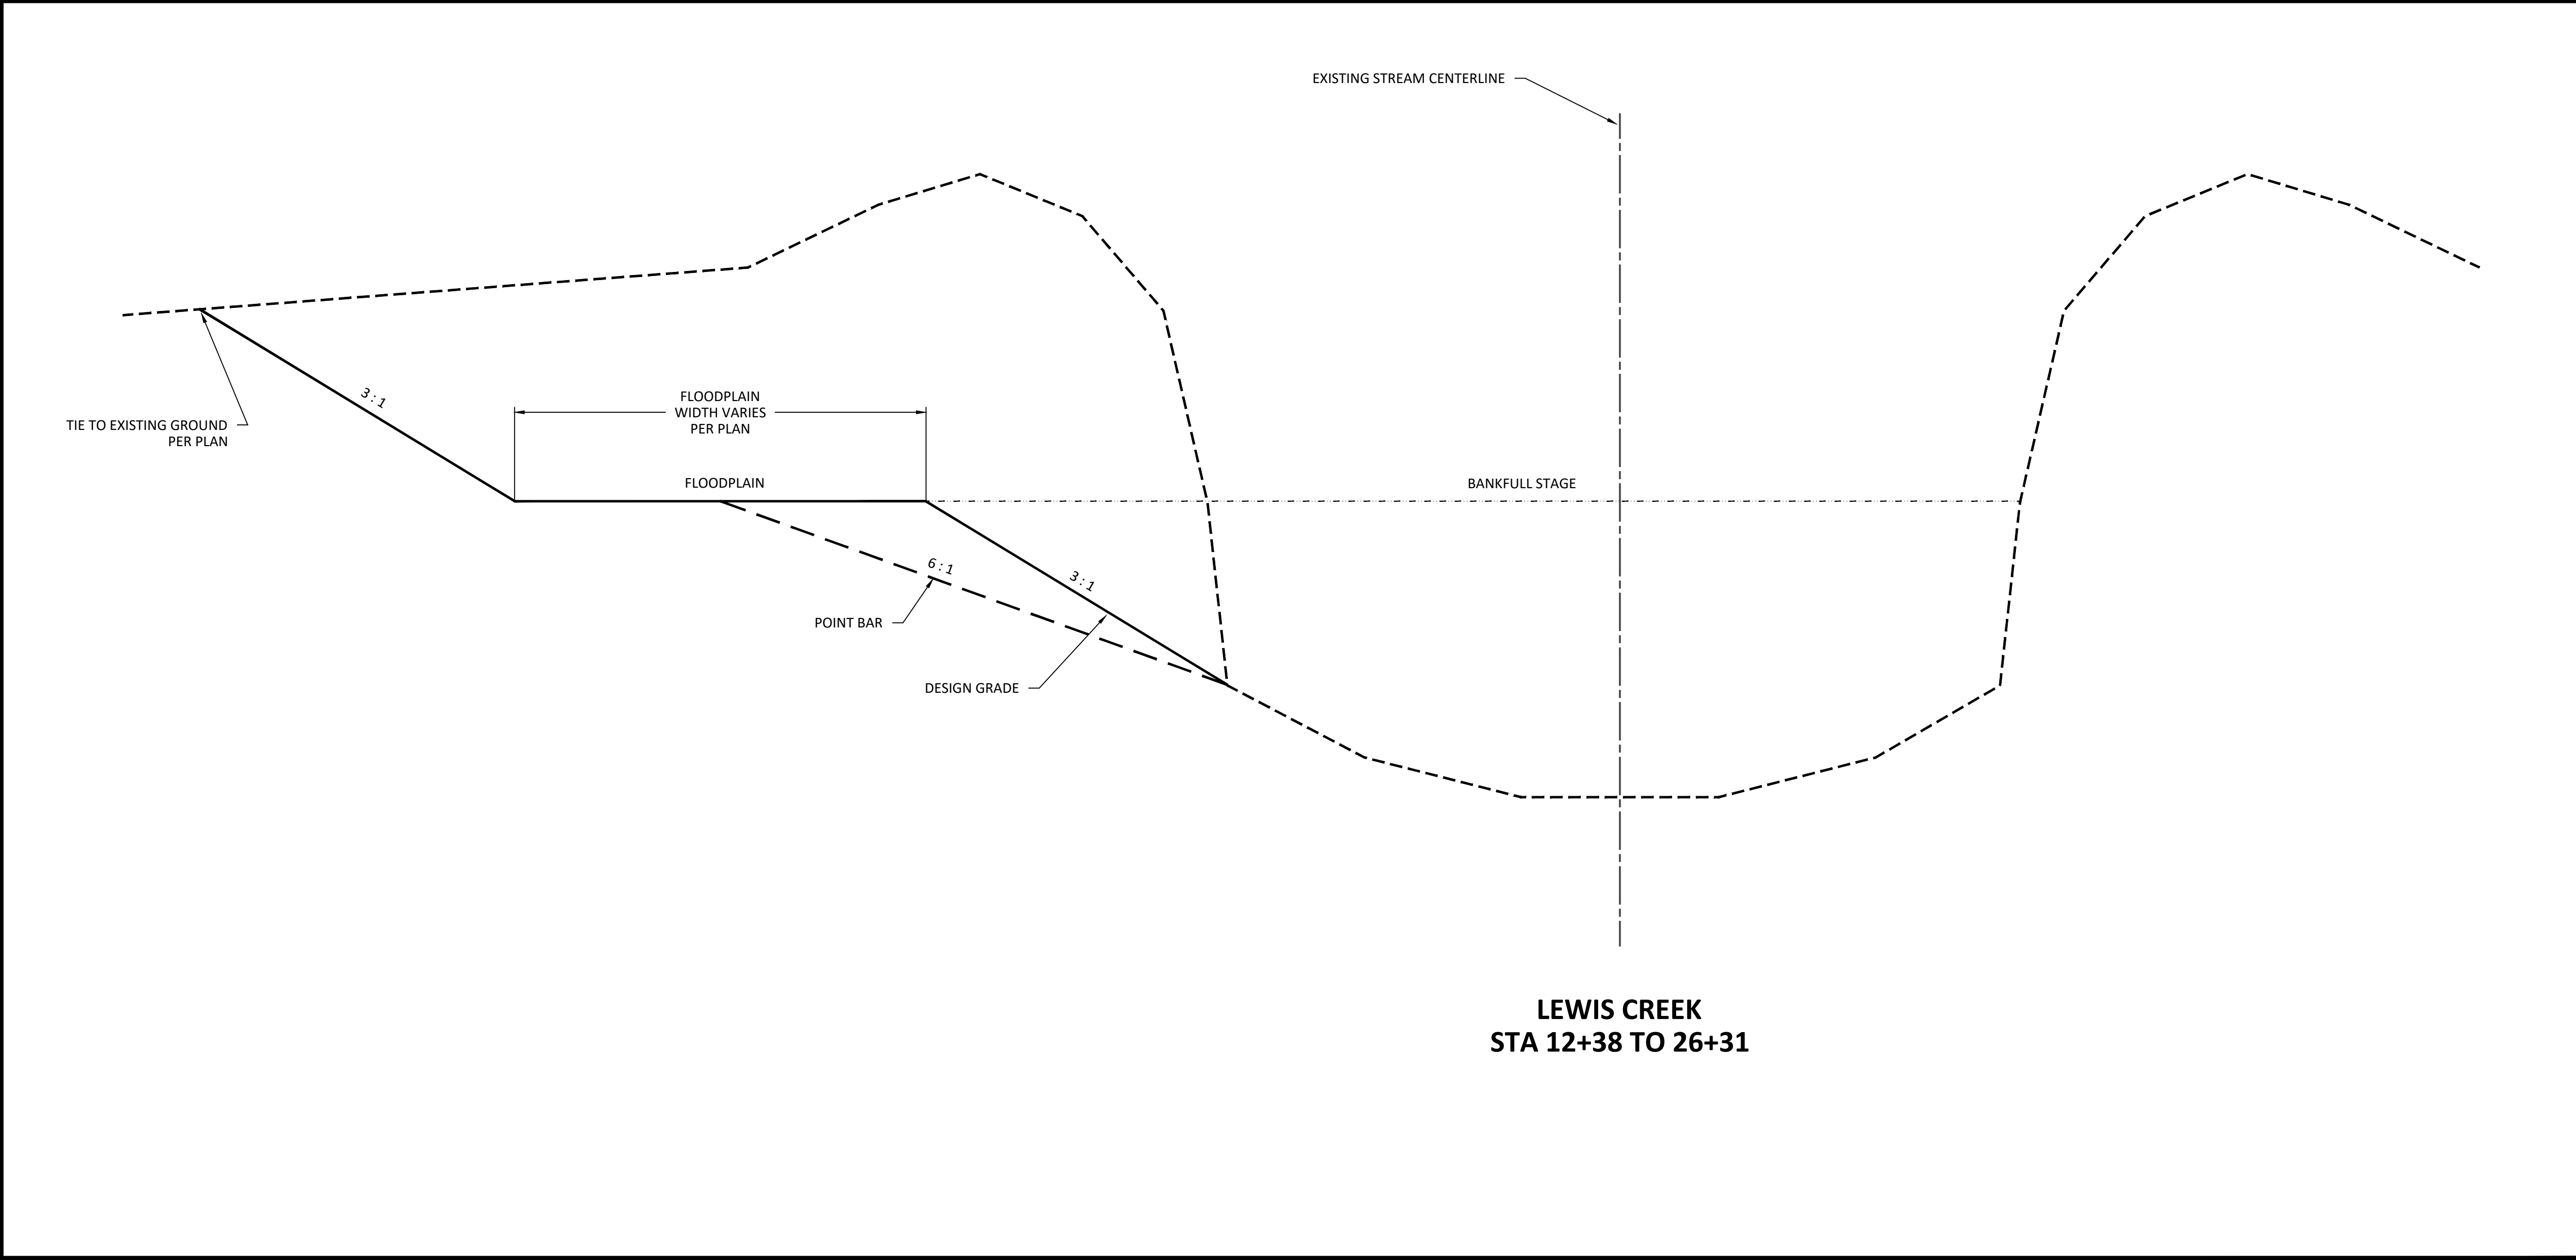 EXISTING STREAM CENTERLINE
3 : 1
FLOODPLAIN
WIDTH VARIES
PER PLAN
TIE TO EXISTING GROUND
PER PLAN
FLOODPLAIN
BANKFULL STAGE
6 : 1
3 : 1
POINT BAR
DESIGN GRADE
LEWIS CREEK
STA 12+38 TO 26+31